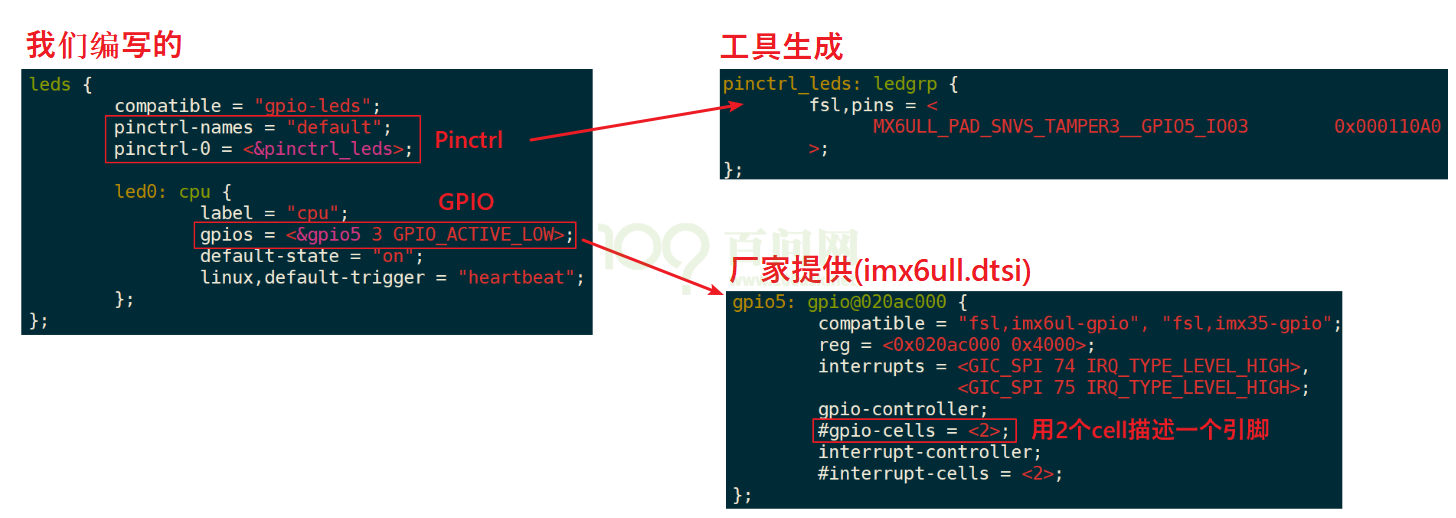 我们编写的
leds {
compatible = "gpio-leds";
pinctrl-names = "default";
pinctrl-0 = <&pinctrl_leds>;
Pinctrl
led0: cpu {
label = "cpu";
GPIO
gpios = <&gpio5 3 GPIO_ACTIVE_LOW>;
default-state = "on";
linux,default-trigger = "heartbeat";
};
};
工具生成
pinctrl_leds: ledgrp {
fsl,pins = <
MX6ULL_PAD_SNVS_TAMPER3__GPIO5_IO03 0x000110A0
>;
};
百问网
厂家提供(imx6ull.dtsi)
gpio5: gpio@020ac000 {
compatible = "fsl,imx6ul-gpio", "fsl,imx35-gpio";
reg = <0x020ac000 0x4000>;
interrupts = <GIC_SPI 74 IRQ_TYPE_LEVEL_HIGH>,
<GIC_SPI 75 IRQ_TYPE_LEVEL_HIGH>;
gpio-controller;
#gpio-cells = <2>; 用2个cell描述一个引脚
interrupt-controller;
#interrupt-cells = <2>;
};